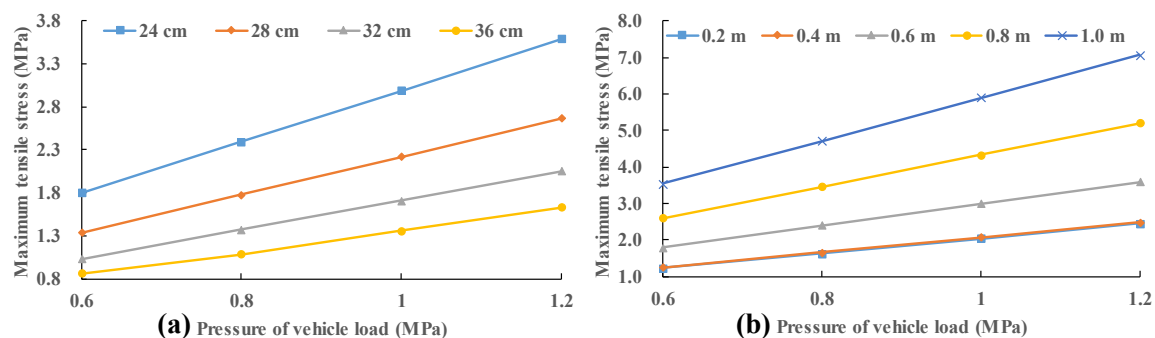 Maximum tensile stress (MPa)
3.8
3.3
2.8
2.3
1.8
1.3
0.8
24 cm 28 cm 32 cm 36 cm
0.6 0.8 1 1.2
(a) Pressure of vehicle load (MPa)
Maximum tensile stress (MPa)
8.0
7.0
6.0
5.0
4.0
3.0
2.0
1.0
0.2 m 0.4 m 0.6 m 0.8 m 1.0 m
0.6 0.8 1 1.2
(b) Pressure of vehicle load (MPa)